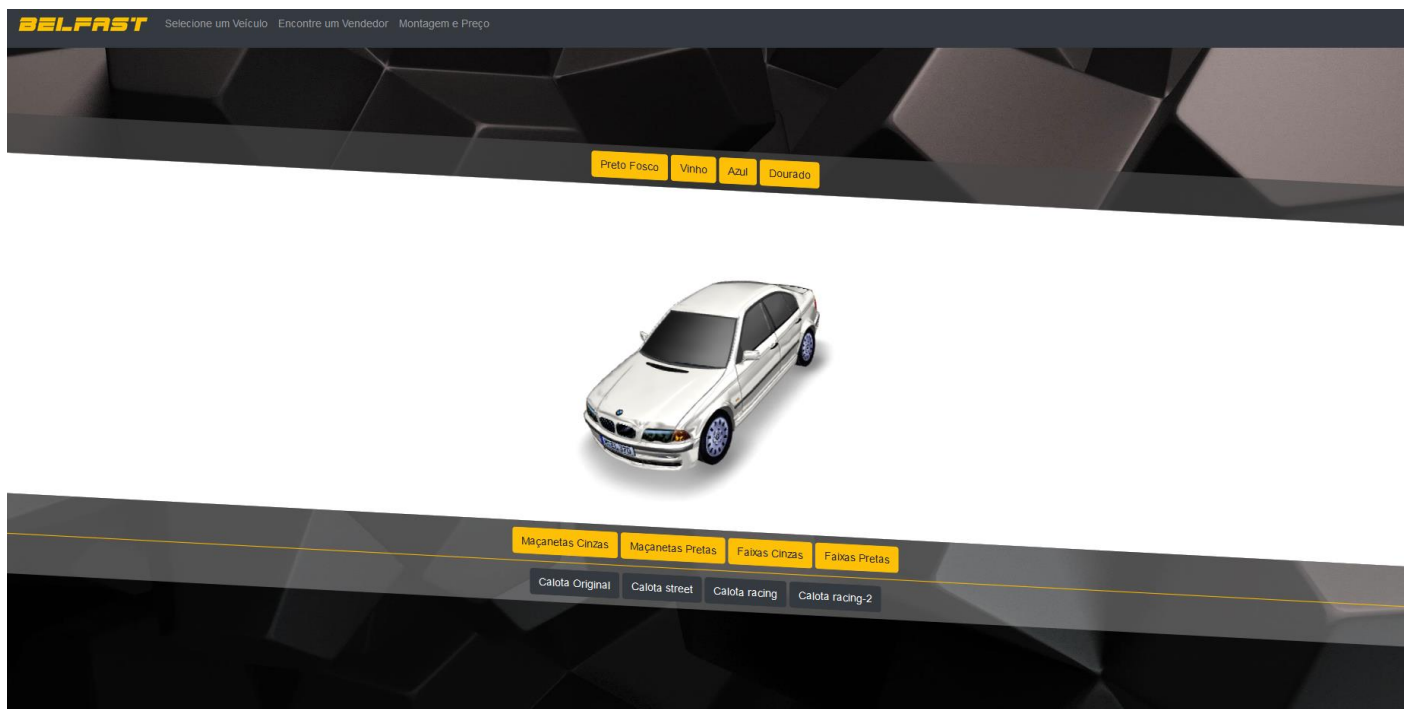 BELFAST Selecione um Veículo Encontre um Vendedor Montagem e Preço
Preto Fosco Vinho Azul Dourado
Maçanetas Cinzas Maçanetas Pretas Faixas Cinzas Faixas Pretas
Calota Original Calota street Calota racing Calota racing-2